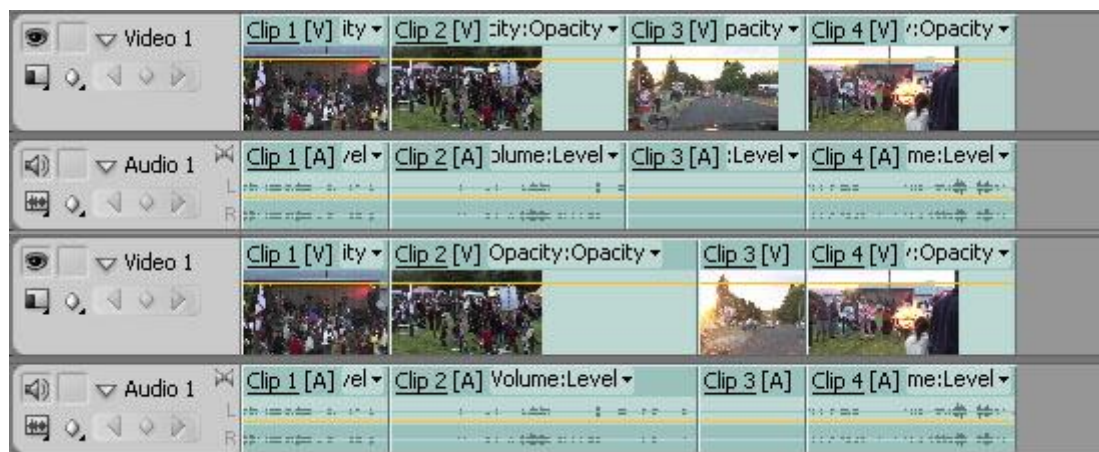 Video 1 Clip 1 [V] ity Clip 2 [V] :ity:Opacity Clip 3 [V] pacity Clip 4 [V] :Opacity
Audio 1 Clip 1 [A] vel Clip 2 [A] olume:Level Clip 3 [A] :Level Clip 4 [A] me:Level
L
R
Video 1 Clip 1 [V] ity Clip 2 [V] Opacity:Opacity Clip 3 [V] Clip 4 [V] :Opacity
Audio 1 Clip 1 [A] vel Clip 2 [A] Volume:Level Clip 3 [A] Clip 4 [A] me:Level
L
R